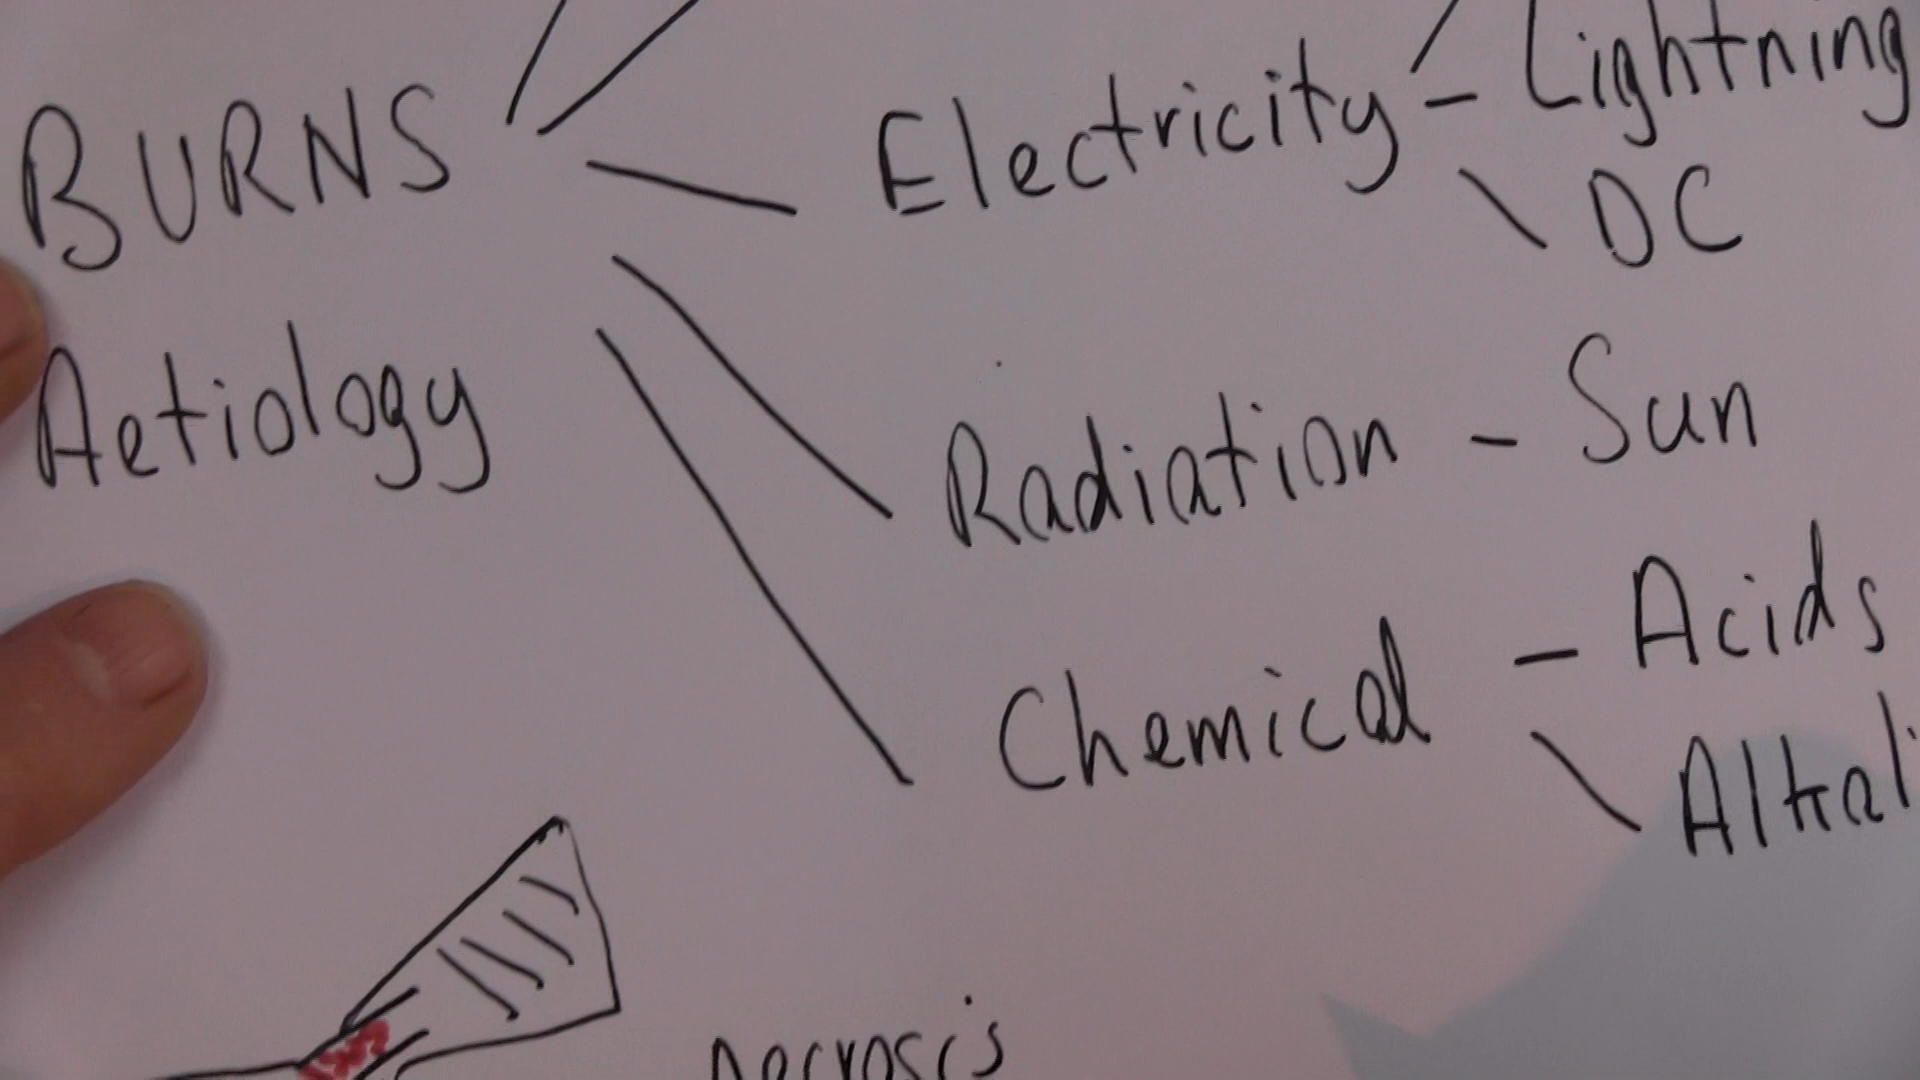 BURNS
Aetiology
Electricity - Lightning
DC
Radiation - Sun
Chemical - Acids
Alkali
necrosis